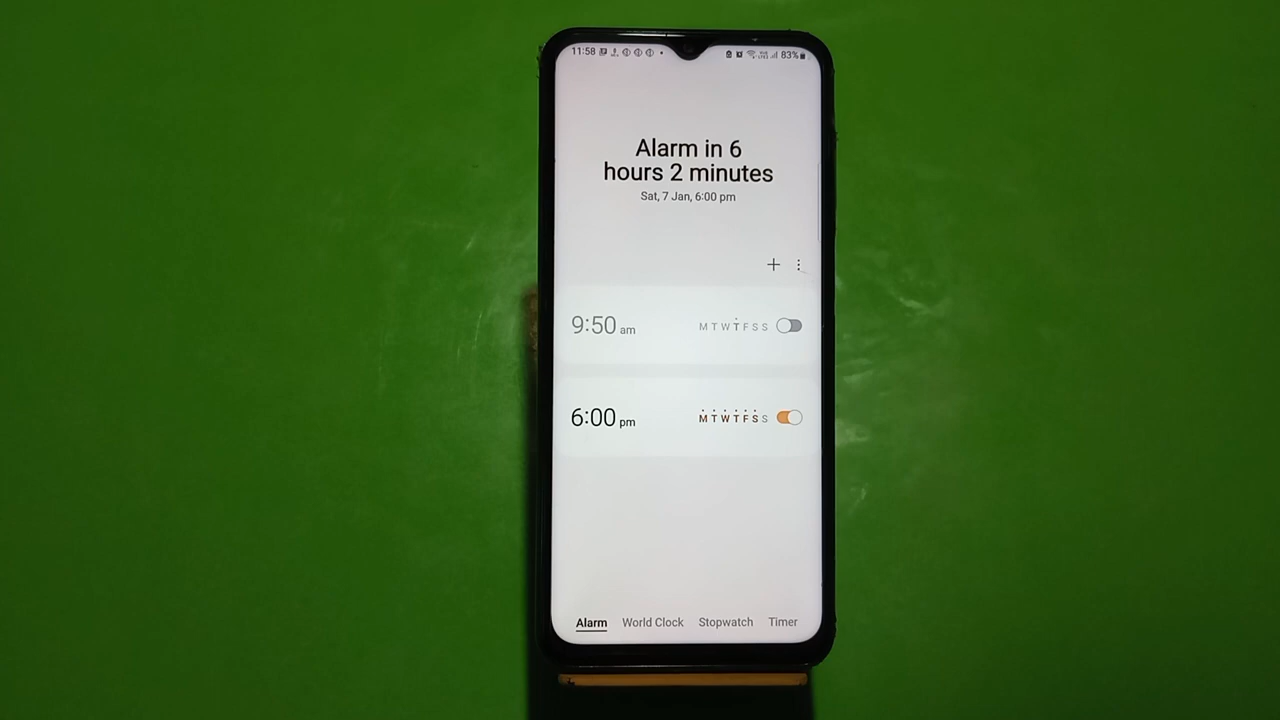 11:58 83%
Alarm in 6
hours 2 minutes
Sat, 7 Jan, 6:00 pm
9:50 am M T W T F S S
6:00 pm M T W T F S S
Alarm World Clock Stopwatch Timer